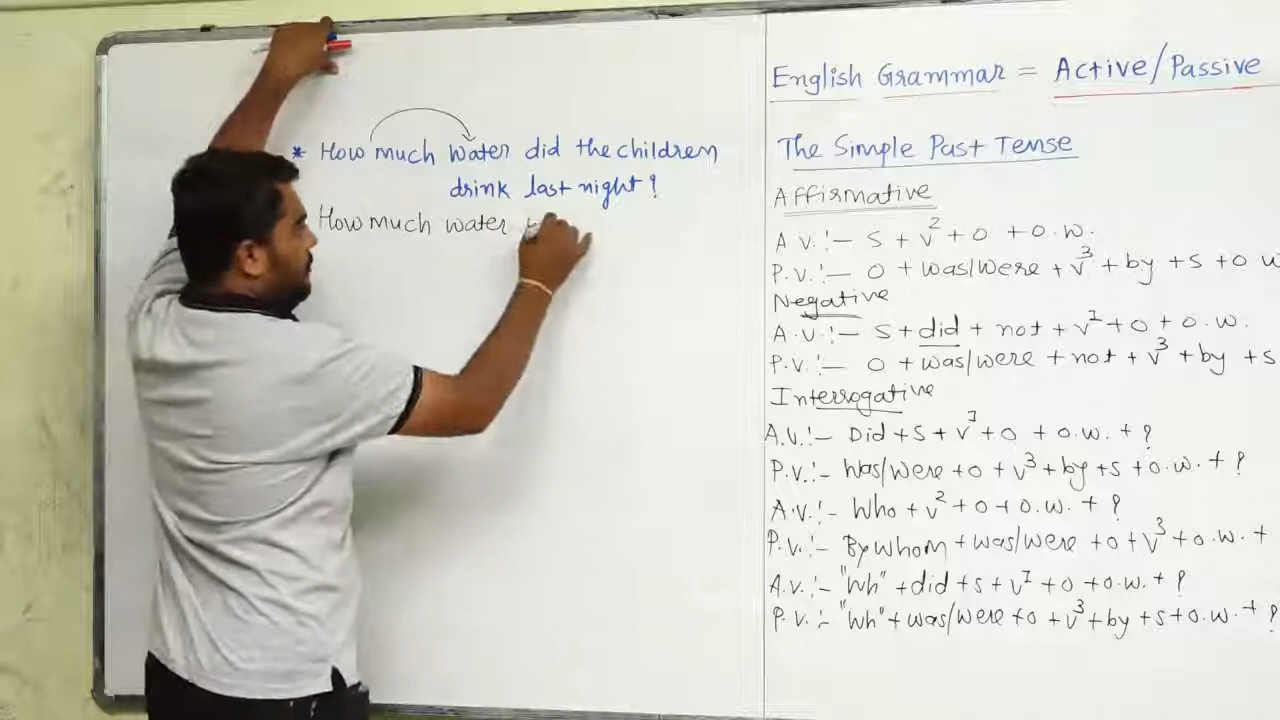 * How much water did the children
drink last night?
How much water
English Grammar = Active/Passive
The Simple Past Tense
Affirmative
A.V.:- S + V² + O + O.W.
P.V.:- O + was/were + V³ + by + S + O W
Negative
A.V.:- S + did + not + V¹ + O + O.W.
P.V.:- O + was/were + not + V³ + by + S
Interrogative
A.V.:- Did + S + V¹ + O + O.W. + ?
P.V.:- Was/were + O + V³ + by + S + O.W. + ?
A.V.:- Who + V² + O + O.W. + ?
P.V.:- By whom + was/were + O + V³ + O.W. +
A.V.:- "Wh" + did + S + V¹ + O + O.W. + ?
P.V.:- "Wh" + was/were + O + V³ + by + S + O.W. + ?